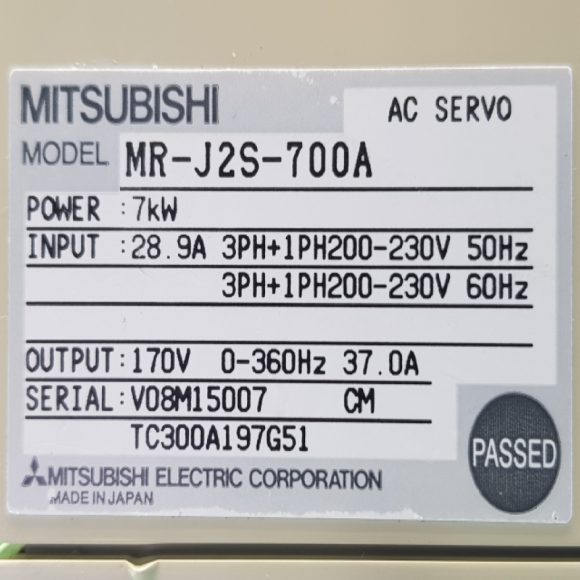 MITSUBISHI AC SERVO
MODEL MR-J2S-700A
POWER :7kW
INPUT :28.9A 3PH+1PH200-230V 50Hz
3PH+1PH200-230V 60Hz
OUTPUT:170V 0-360Hz 37.0A
SERIAL:V08M15007 CM
TC300A197G51
PASSED
MITSUBISHI ELECTRIC CORPORATION
MADE IN JAPAN